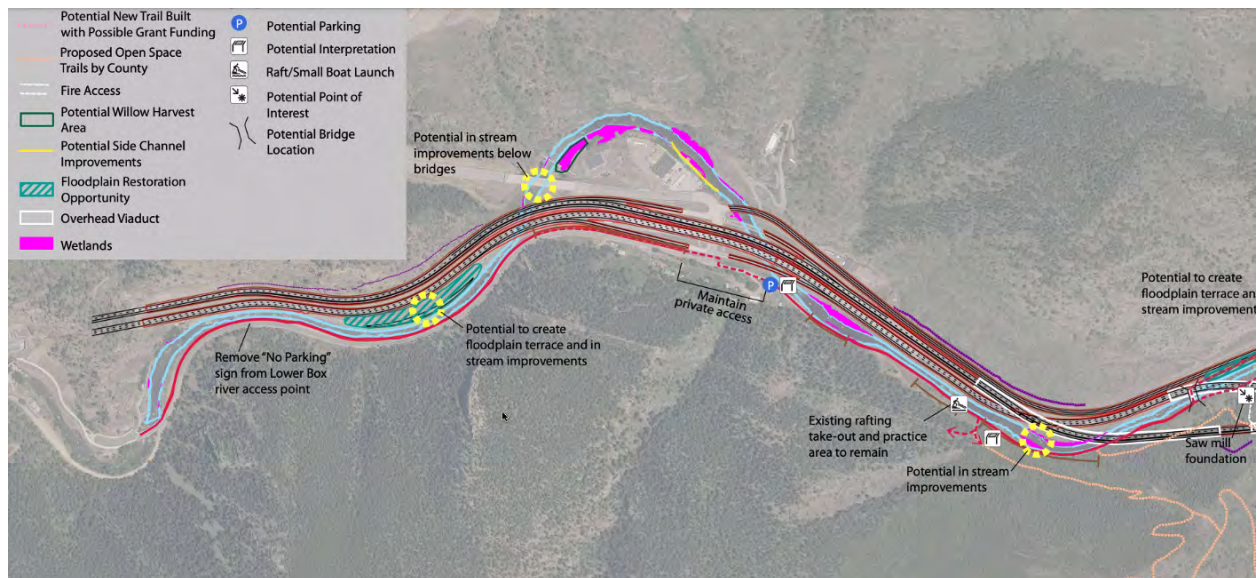 Potential New Trail Built
with Possible Grant Funding
Proposed Open Space
Trails by County
Fire Access
Potential Willow Harvest
Area
Potential Side Channel
Improvements
Floodplain Restoration
Opportunity
Overhead Viaduct
Wetlands
P
Potential Parking
Potential Interpretation
Raft/Small Boat Launch
Potential Point of
Interest
Potential Bridge
Location
Potential in stream
improvements below
bridges
Remove "No Parking"
sign from Lower Box
river access point
Potential to create
floodplain terrace and in
stream improvements
Maintain
private access
P
Existing rafting
take-out and practice
area to remain
Potential in stream
improvements
Potential to create
floodplain terrace an
stream improvement
Saw mill
foundation